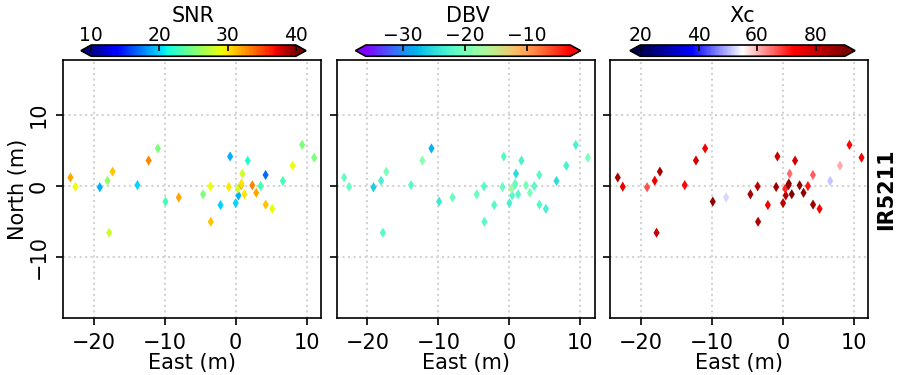 SNR DBV Xc
10 20 30 40 −30 −20 −10 20 40 60 80
North (m)
10
0
−10
−20 −10 0 10 −20 −10 0 10 −20 −10 0 10
East (m) East (m) East (m)
IR5211